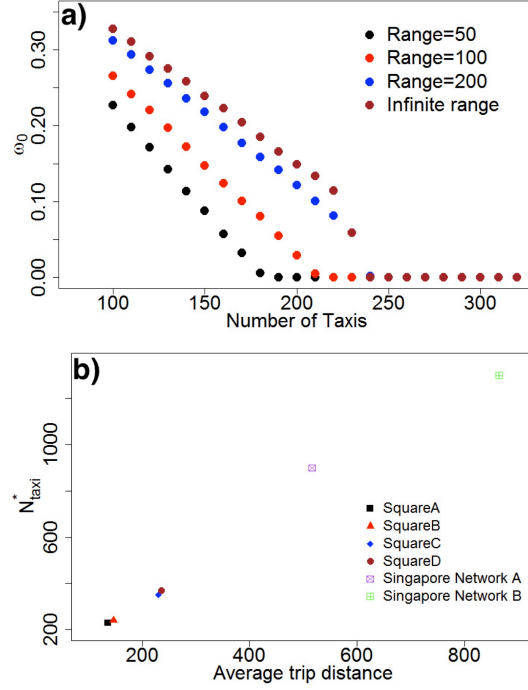 a)
Range=50
Range=100
Range=200
Infinite range
ω0
0.00
0.10
0.20
0.30
100 150 200 250 300
Number of Taxis
b)
N*taxi
200
600
1000
SquareA
SquareB
SquareC
SquareD
Singapore Network A
Singapore Network B
200 400 600 800
Average trip distance